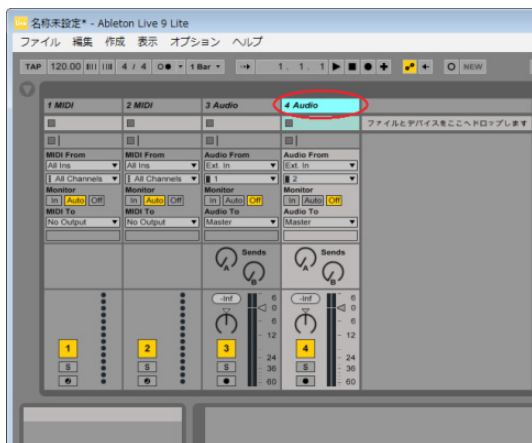 名称未設定* - Ableton Live 9 Lite
ファイル 編集 作成 表示 オプション ヘルプ
TAP 120.00 4 / 4 1 Bar 1. 1. 1 NEW
1 MIDI 2 MIDI 3 Audio 4 Audio
ファイルとデバイスをここへドロップします
MIDI From MIDI From Audio From Audio From
All Ins All Ins Ext. In Ext. In
All Channels All Channels 1 2
Monitor Monitor Monitor Monitor
In Auto Off In Auto Off In Auto Off In Auto Off
MIDI To MIDI To Audio To Audio To
No Output No Output Master Master
Sends Sends
A B A B
-Inf 6 -Inf 6
0 0
6 6
12 12
1 2 3 4
24 24
S S S 36 S 36
60 60